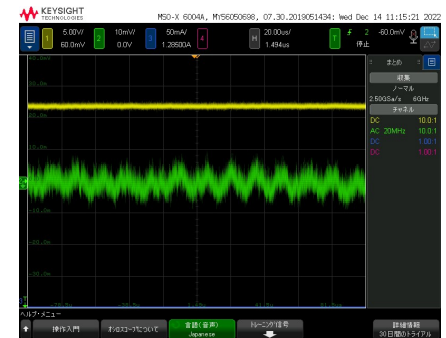 KEYSIGHT
TECHNOLOGIES
MSO-X 6004A, MY56050698, 07.30.2019051434: Wed Dec 14 11:15:21 2022
1 5.00V/ 60.0mV
2 10mV/ 0.0V
3 50mA/ 1.28500A
4
H 20.00us/ 1.494us
T 2 -60.0mV
停止
まとめ
収集
ノーマル
2.50GSa/s 6GHz
チャネル
DC 10.0:1
AC 20MHz 10.0:1
DC 1.00:1
DC 1.00:1
ヘルプ・メニュー
操作入門
オシロスコープについて
言語(音声)
Japanese
トレーニング信号
詳細情報
30日間のトライアル